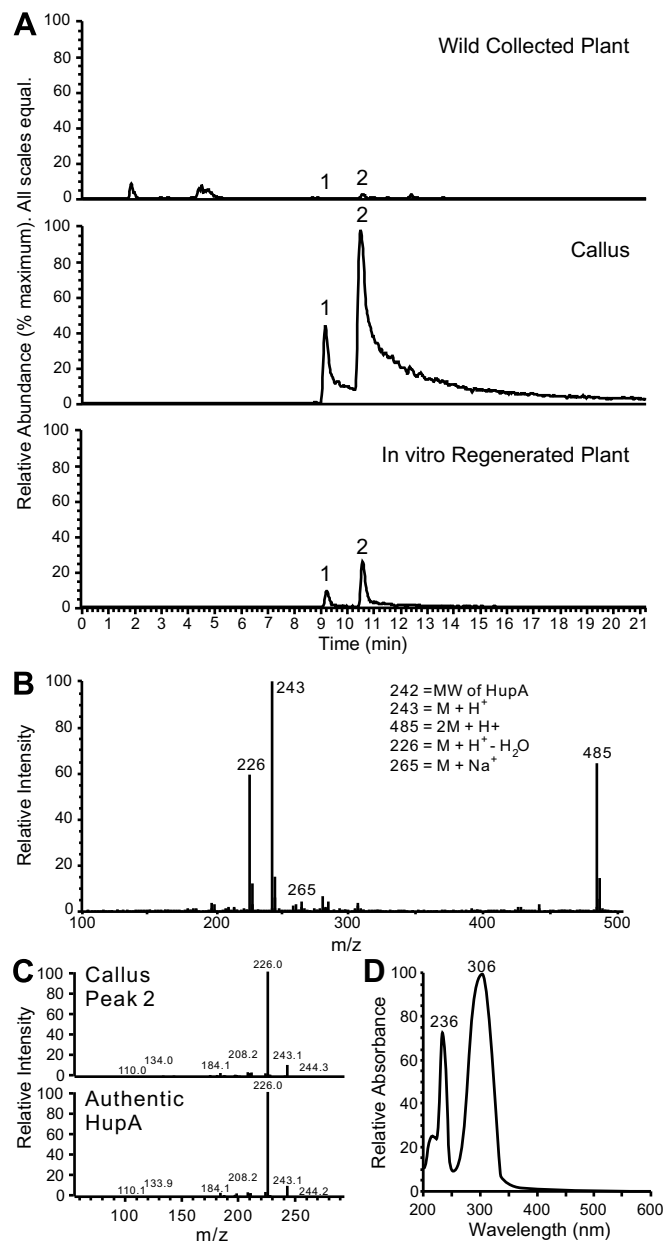 A
Relative Abundance (% maximum). All scales equal.
Wild Collected Plant
100
80
60
40
20
0
1
2
Callus
100
80
60
40
20
0
1
2
In vitro Regenerated Plant
100
80
60
40
20
0
1
2
0 1 2 3 4 5 6 7 8 9 10 11 12 13 14 15 16 17 18 19 20 21
Time (min)
B
Relative Intensity
100
80
60
40
20
0
226
243
265
485
242 =MW of HupA
243 = M + H⁺
485 = 2M + H+
226 = M + H⁺ - H₂O
265 = M + Na⁺
100 200 300 400 500
m/z
C
Relative Intensity
100
80
60
40
20
0
Callus
Peak 2
226.0
110.0
134.0
184.1
208.2
243.1
244.3
100
80
60
40
20
0
Authentic
HupA
226.0
110.1
133.9
184.1
208.2
243.1
244.2
100 150 200 250
m/z
D
Relative Absorbance
100
80
60
40
20
0
236
306
200 250 300 400 500 600
Wavelength (nm)